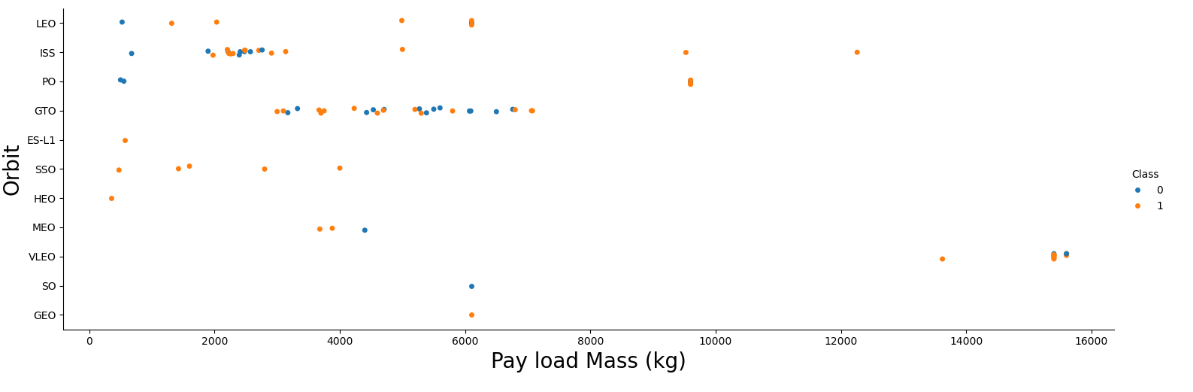 LEO
ISS
PO
GTO
ES-L1
SSO
HEO
MEO
VLEO
SO
GEO
Orbit
0 2000 4000 6000 8000 10000 12000 14000 16000
Pay load Mass (kg)
Class
0
1